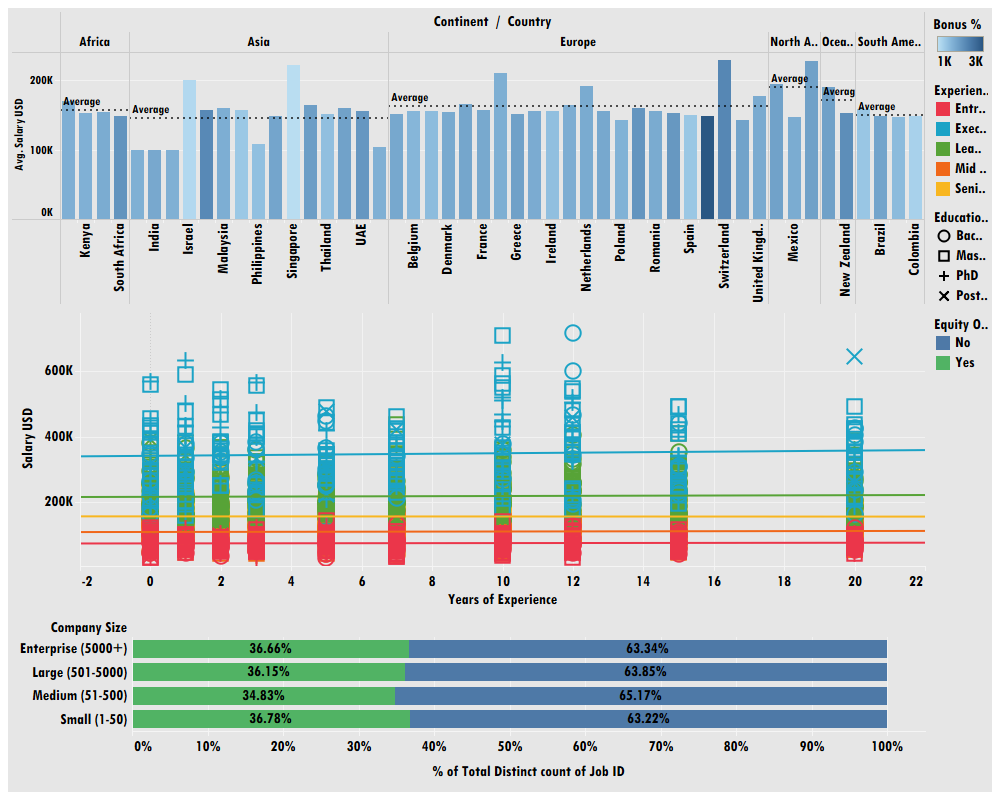 Continent / Country
Africa Asia Europe North A.. Ocea.. South Ame..
Avg. Salary USD
200K
100K
0K
Average
Average
Average
Average
Averag
Average
Kenya
South Africa
India
Israel
Malaysia
Philippines
Singapore
Thailand
UAE
Belgium
Denmark
France
Greece
Ireland
Netherlands
Poland
Romania
Spain
Switzerland
United Kingd..
Mexico
New Zealand
Brazil
Colombia
Bonus %
1K 3K
Experien..
Entr..
Exec..
Lea..
Mid ..
Seni..
Educatio..
Bac..
Mas..
PhD
Post..
Equity O..
No
Yes
Salary USD
600K
400K
200K
-2 0 2 4 6 8 10 12 14 16 18 20 22
Years of Experience
Company Size
Enterprise (5000+) 36.66% 63.34%
Large (501-5000) 36.15% 63.85%
Medium (51-500) 34.83% 65.17%
Small (1-50) 36.78% 63.22%
0% 10% 20% 30% 40% 50% 60% 70% 80% 90% 100%
% of Total Distinct count of Job ID